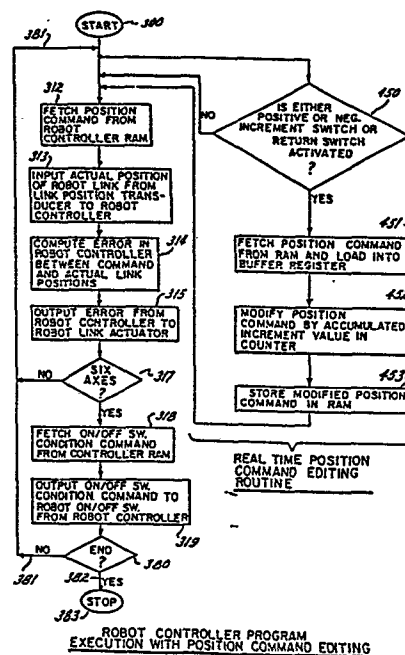 START
300
381
312
FETCH POSITION
COMMAND FROM
ROBOT
CONTROLLER RAM
313
INPUT ACTUAL POSITION
OF ROBOT LINK FROM
LINK POSITION TRANS-
DUCER TO ROBOT
CONTROLLER
314
COMPUTE ERROR IN
ROBOT CONTROLLER
BETWEEN COMMAND
AND ACTUAL LINK
POSITIONS
315
OUTPUT ERROR FROM
ROBOT CONTROLLER TO
ROBOT LINK ACTUATOR
NO
SIX
AXES
?
317
YES
318
FETCH ON/OFF SW.
CONDITION COMMAND
FROM CONTROLLER RAM
OUTPUT ON/OFF SW.
CONDITION COMMAND TO
ROBOT ON/OFF SW.
FROM ROBOT CONTROLLER
319
NO
END
?
380
381
382
YES
STOP
383
450
NO
IS EITHER
POSITIVE OR NEG.
INCREMENT SWITCH OR
RETURN SWITCH
ACTIVATED
?
YES
451
FETCH POSITION COMMAND
FROM RAM AND LOAD INTO
BUFFER REGISTER
MODIFY POSITION
COMMAND BY ACCUMULATED
INCREMENT VALUE IN
COUNTER
453
STORE MODIFIED POSITION
COMMAND IN RAM
REAL TIME POSITION
COMMAND EDITING
ROUTINE
ROBOT CONTROLLER PROGRAM
EXECUTION WITH POSITION COMMAND EDITING